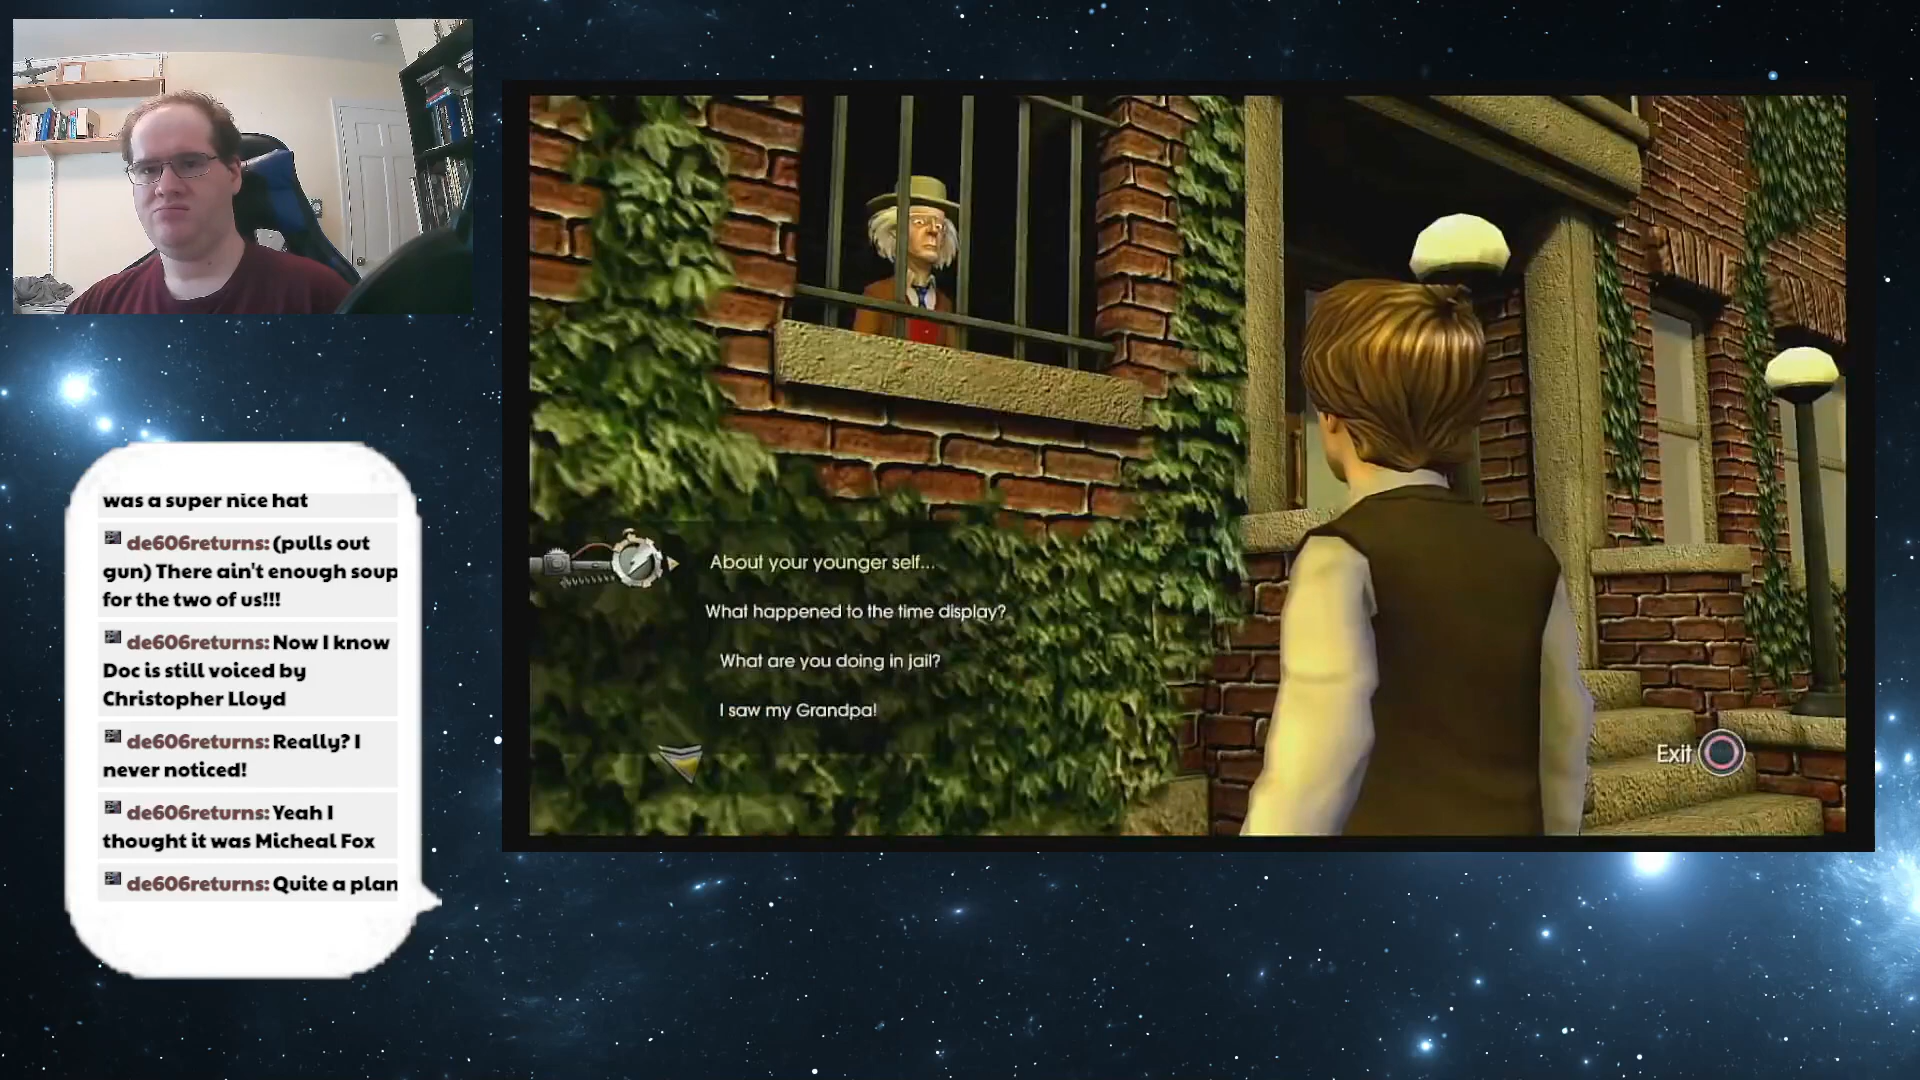 was a super nice hat
de606returns: (pulls out
gun) There ain't enough soup
for the two of us!!!
de606returns: Now I know
Doc is still voiced by
Christopher Lloyd
de606returns: Really? I
never noticed!
de606returns: Yeah I
thought it was Micheal Fox
de606returns: Quite a plan
About your younger self...
What happened to the time display?
What are you doing in jail?
I saw my Grandpa!
Exit